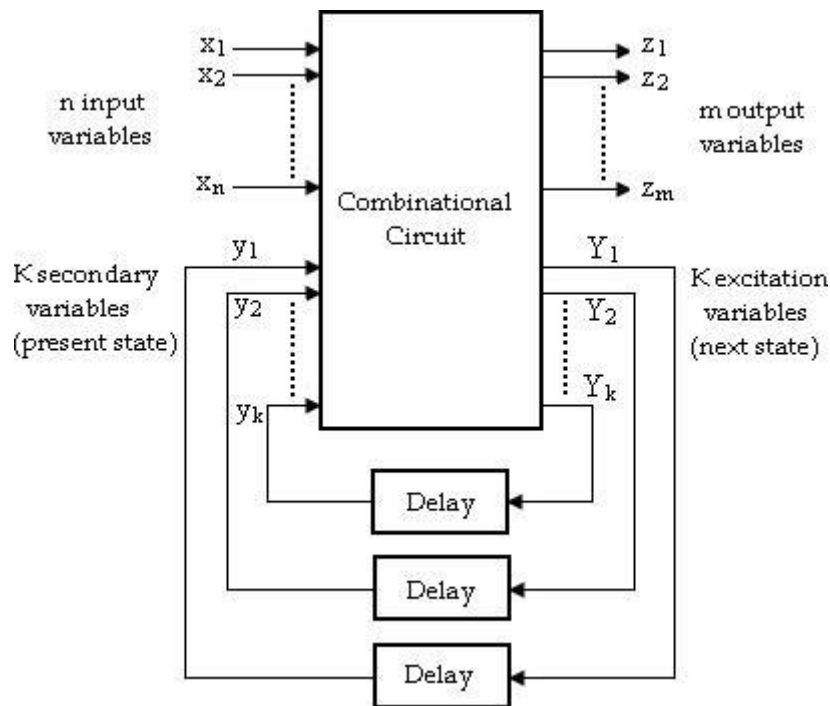 x1
x2
n input
variables
xn
Combinational
Circuit
z1
z2
m output
variables
zm
K secondary
variables
(present state)
y1
y2
yk
Y1
Y2
Yk
K excitation
variables
(next state)
Delay
Delay
Delay